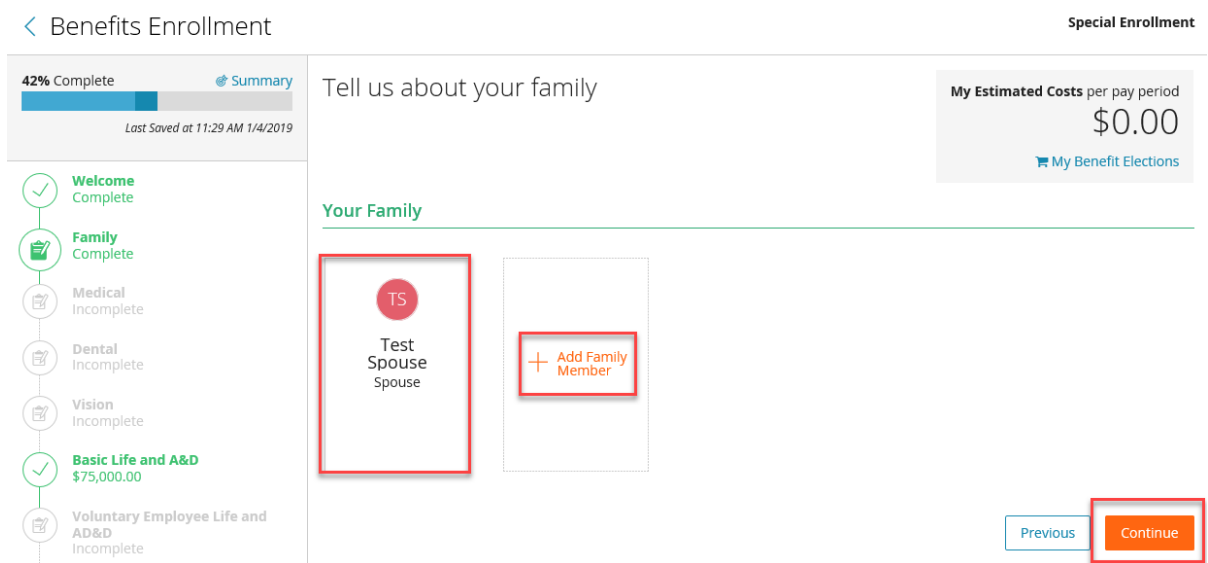 Benefits Enrollment
Special Enrollment
42% Complete
Summary
Last Saved at 11:29 AM 1/4/2019
Welcome
Complete
Family
Complete
Medical
Incomplete
Dental
Incomplete
Vision
Incomplete
Basic Life and A&D
$75,000.00
Voluntary Employee Life and
AD&D
Incomplete
Tell us about your family
My Estimated Costs per pay period
$0.00
My Benefit Elections
Your Family
TS
Test
Spouse
Spouse
Add Family
Member
Previous
Continue